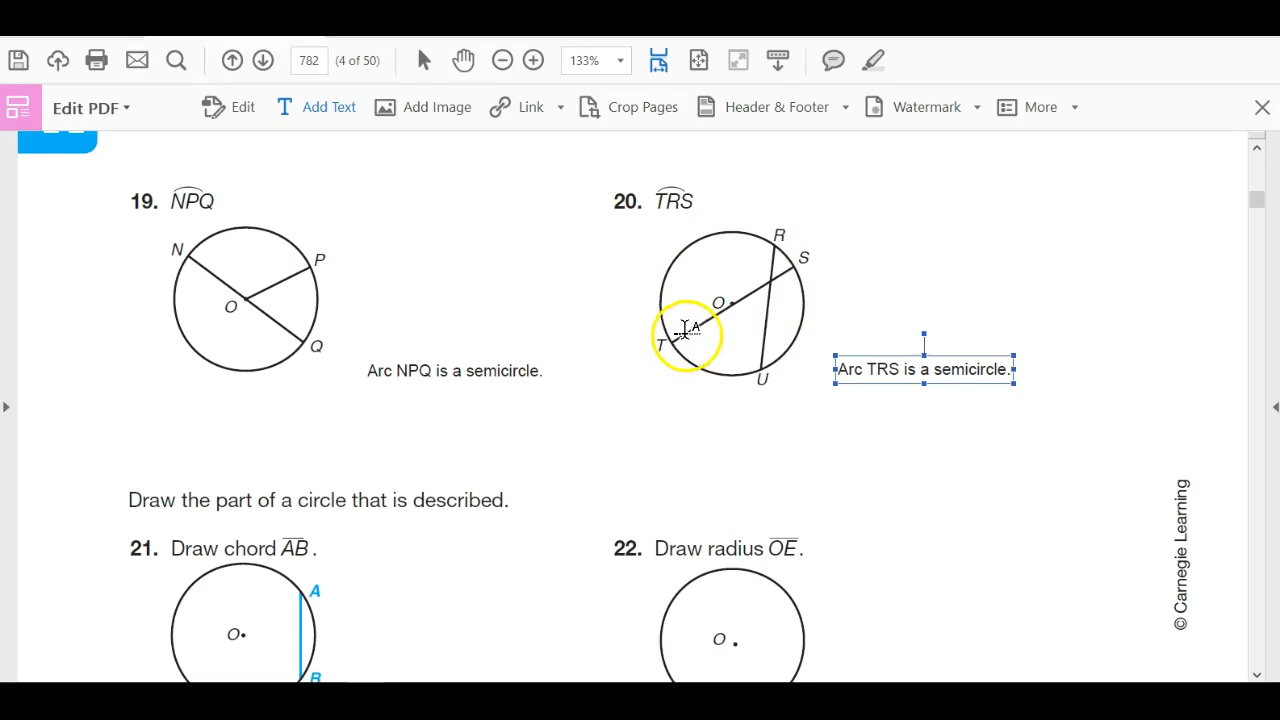 782 (4 of 50) 133%
Edit PDF Edit Add Text Add Image Link Crop Pages Header & Footer Watermark More
19. NPQ
20. TRS
N
P
O
Q
R
S
O
T
U
A
Arc NPQ is a semicircle.
Arc TRS is a semicircle.
Draw the part of a circle that is described.
21. Draw chord AB.
22. Draw radius OE.
A
O
B
O
© Carnegie Learning